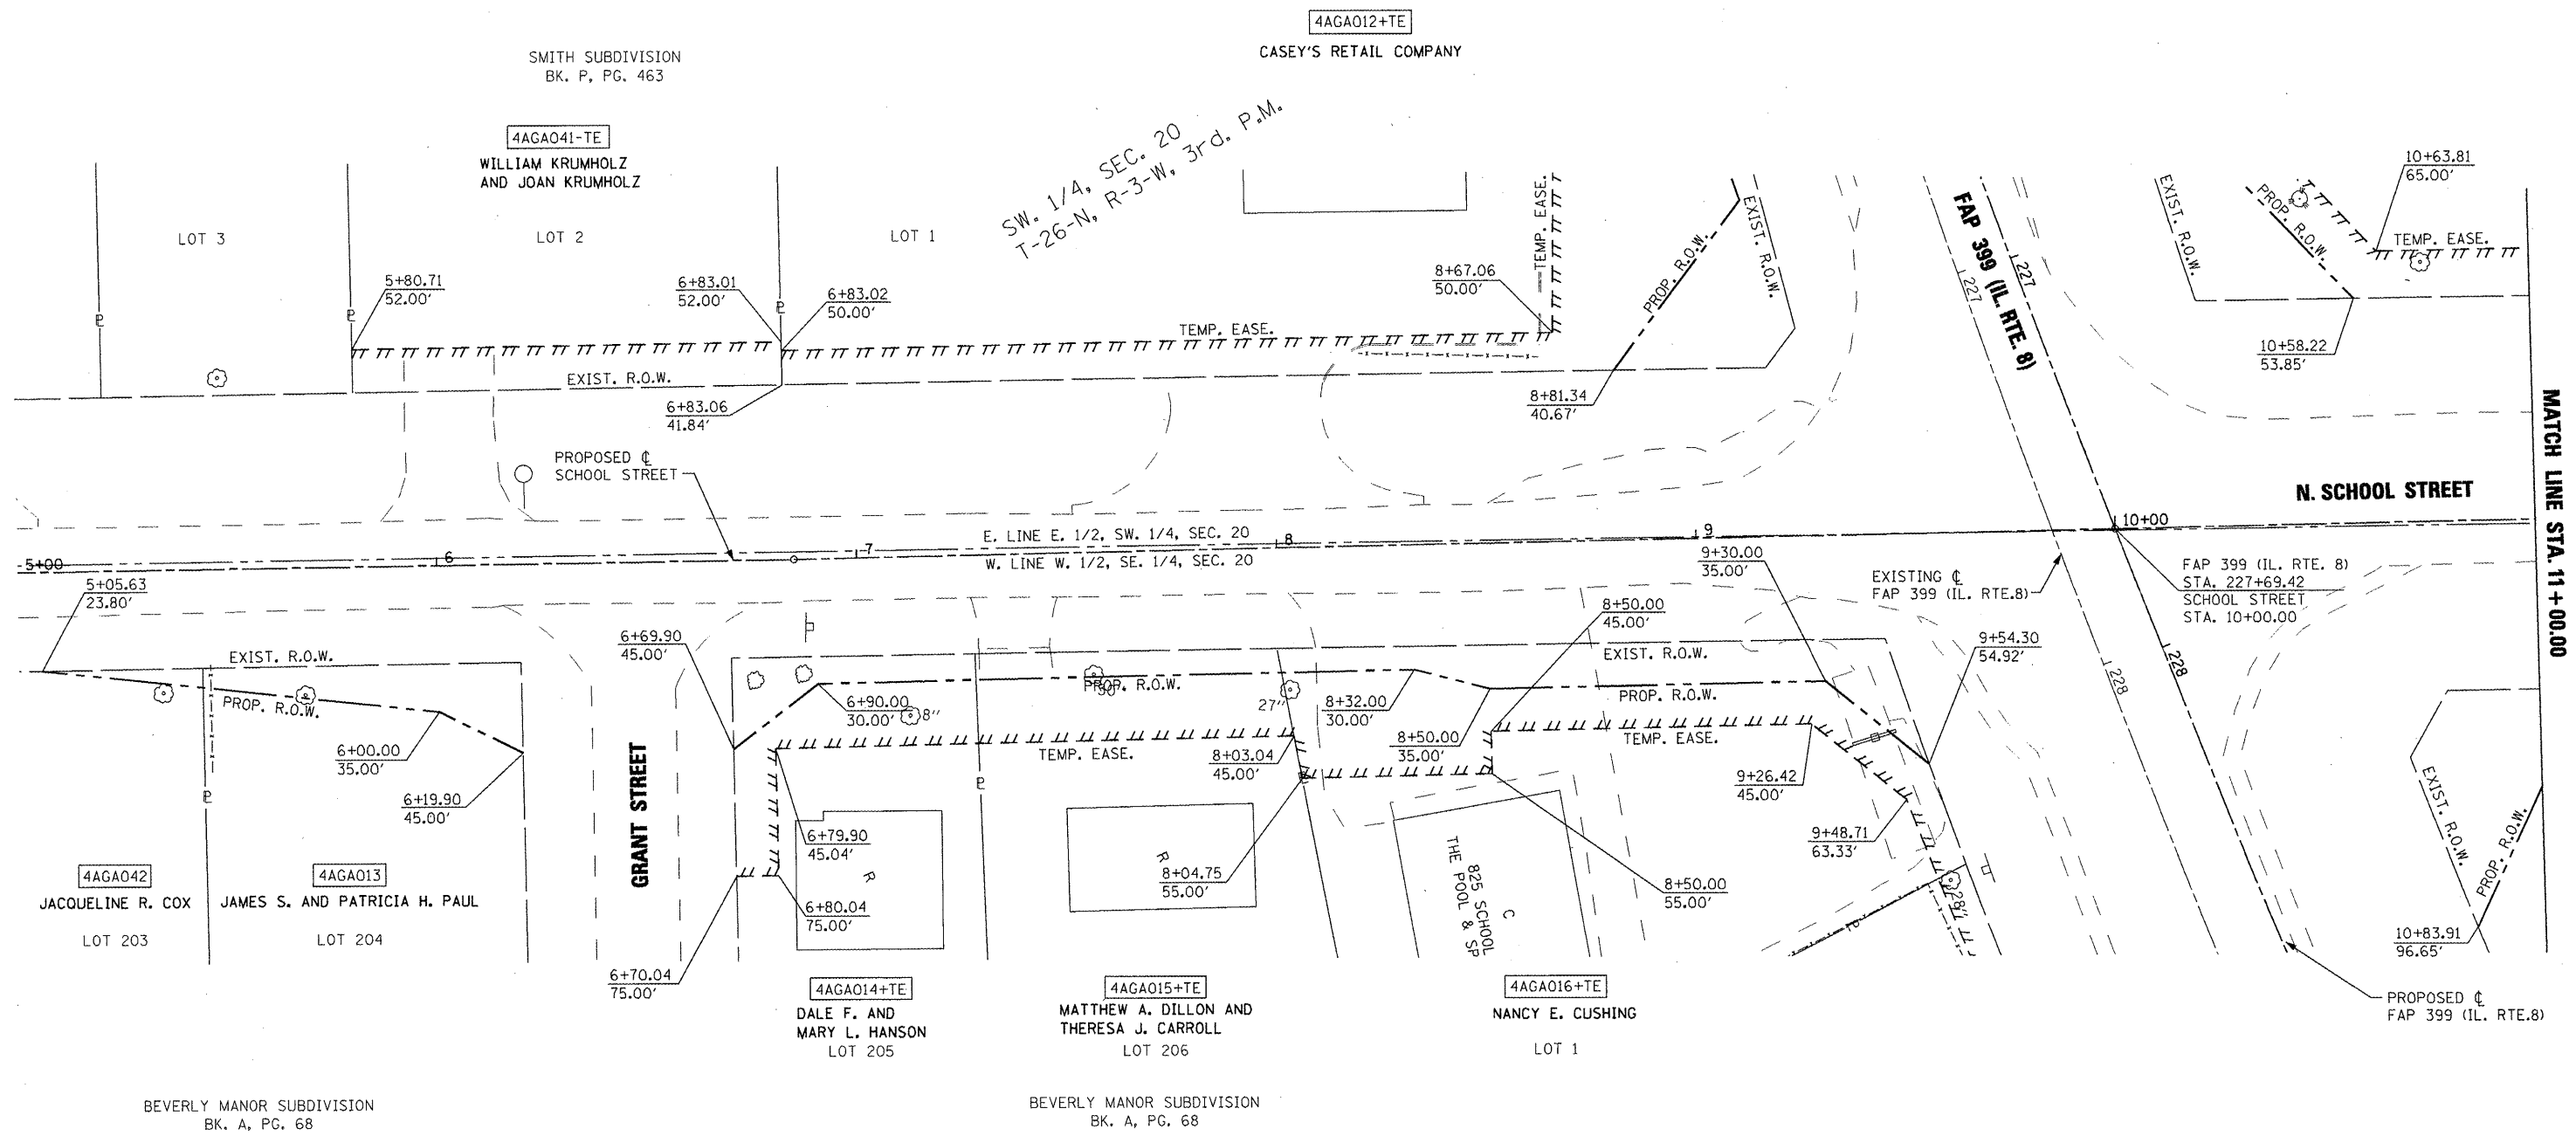 4AGA012+TE
CASEY'S RETAIL COMPANY
SMITH SUBDIVISION
BK. P, PG. 463
4AGA041-TE
WILLIAM KRUMHOLZ
AND JOAN KRUMHOLZ
SW. 1/4, SEC. 20
T-26-N, R-3-W, 3rd. P.M.
LOT 3
LOT 2
LOT 1
5+80.71
52.00'
6+83.01
52.00'
6+83.02
50.00'
8+67.06
50.00'
TEMP. EASE.
PROP. R.O.W.
EXIST. R.O.W.
FAP 399 (IL. RTE. 8)
227
227
EXIST. R.O.W.
PROP. R.O.W.
10+63.81
65.00'
TEMP. EASE.
10+58.22
53.85'
TEMP. EASE.
EXIST. R.O.W.
6+83.06
41.84'
8+81.34
40.67'
PROPOSED ℄
SCHOOL STREET
N. SCHOOL STREET
MATCH LINE STA. 11+00.00
5+00
6
7
8
9
10+00
E. LINE E. 1/2, SW. 1/4, SEC. 20
W. LINE W. 1/2, SE. 1/4, SEC. 20
5+05.63
23.80'
9+30.00
35.00'
EXISTING ℄
FAP 399 (IL. RTE.8)
FAP 399 (IL. RTE. 8)
STA. 227+69.42
SCHOOL STREET
STA. 10+00.00
8+50.00
45.00'
6+69.90
45.00'
9+54.30
54.92'
EXIST. R.O.W.
EXIST. R.O.W.
228
228
PROP. R.O.W.
6+90.00
30.00'
8"
PROP. R.O.W.
30"
27"
8+32.00
30.00'
PROP. R.O.W.
6+00.00
35.00'
6+19.90
45.00'
GRANT STREET
TEMP. EASE.
8+03.04
45.00'
8+50.00
35.00'
TEMP. EASE.
9+26.42
45.00'
9+48.71
63.33'
6+79.90
45.04'
R
R
8+04.75
55.00'
825 SCHOOL
THE POOL & SP
C
8+50.00
55.00'
28"
EXIST. R.O.W.
PROP. R.O.W.
10+83.91
96.65'
4AGA042
JACQUELINE R. COX
LOT 203
4AGA013
JAMES S. AND PATRICIA H. PAUL
LOT 204
6+80.04
75.00'
6+70.04
75.00'
4AGA014+TE
DALE F. AND
MARY L. HANSON
LOT 205
4AGA015+TE
MATTHEW A. DILLON AND
THERESA J. CARROLL
LOT 206
4AGA016+TE
NANCY E. CUSHING
LOT 1
PROPOSED ℄
FAP 399 (IL. RTE.8)
BEVERLY MANOR SUBDIVISION
BK. A, PG. 68
BEVERLY MANOR SUBDIVISION
BK. A, PG. 68